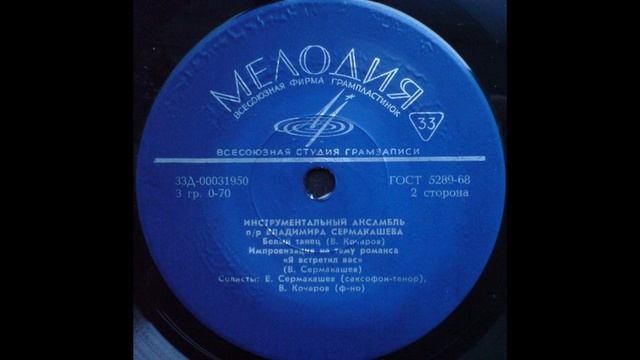 МЕЛОДИЯ
ВСЕСОЮЗНАЯ ФИРМА ГРАМПЛАСТИНОК
33
ВСЕСОЮЗНАЯ СТУДИЯ ГРАМЗАПИСИ
33Д-00031950 ГОСТ 5289-68
3 гр. 0-70 2 сторона
ИНСТРУМЕНТАЛЬНЫЙ АНСАМБЛЬ
п/р ВЛАДИМИРА СЕРМАКАШЕВА
Белый танец (В. Кочаров)
Импровизация на тему романса
«Я встретил вас»
(В. Сермакашев)
Солисты: Е. Сермакашев (саксофон-тенор),
В. Кочаров (ф-но)